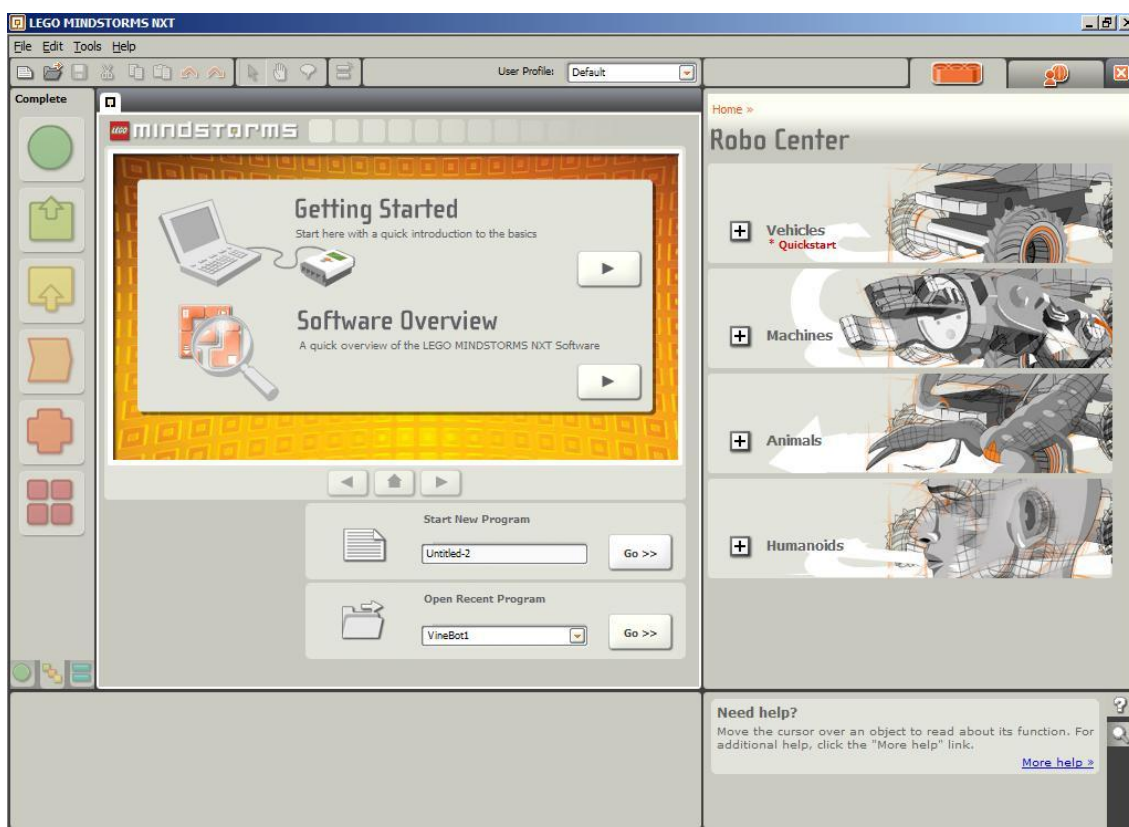 LEGO MINDSTORMS NXT
File Edit Tools Help
User Profile: Default
Complete
LEGO mindstorms
Getting Started
Start here with a quick introduction to the basics
Software Overview
A quick overview of the LEGO MINDSTORMS NXT Software
Start New Program
Untitled-2
Go >>
Open Recent Program
VineBot1
Go >>
Home »
Robo Center
Vehicles
* Quickstart
Machines
Animals
Humanoids
Need help?
Move the cursor over an object to read about its function. For
additional help, click the "More help" link.
More help »